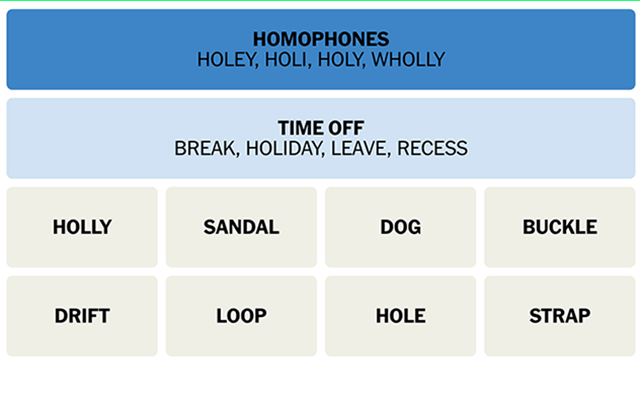 HOMOPHONES
HOLEY, HOLI, HOLY, WHOLLY
TIME OFF
BREAK, HOLIDAY, LEAVE, RECESS
HOLLY SANDAL DOG BUCKLE
DRIFT LOOP HOLE STRAP